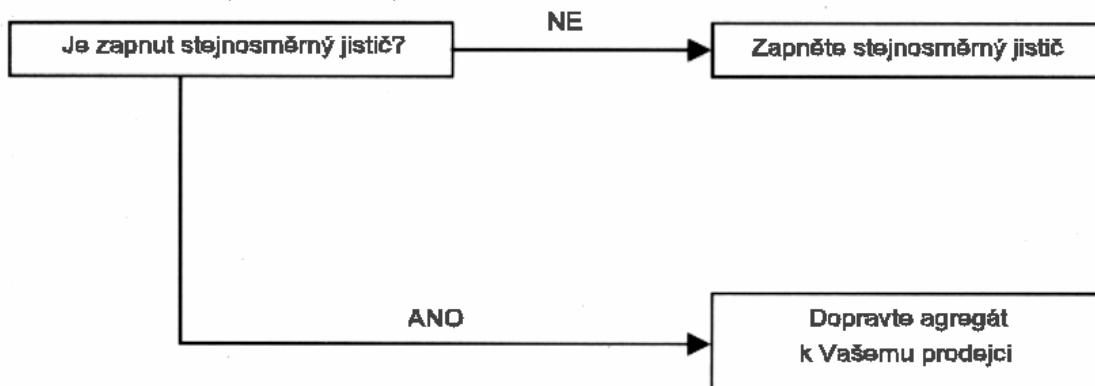 NE
Je zapnut stejnosměrný jistič?
Zapněte stejnosměrný jistič
ANO
Dopravte agregát
k Vašemu prodejci